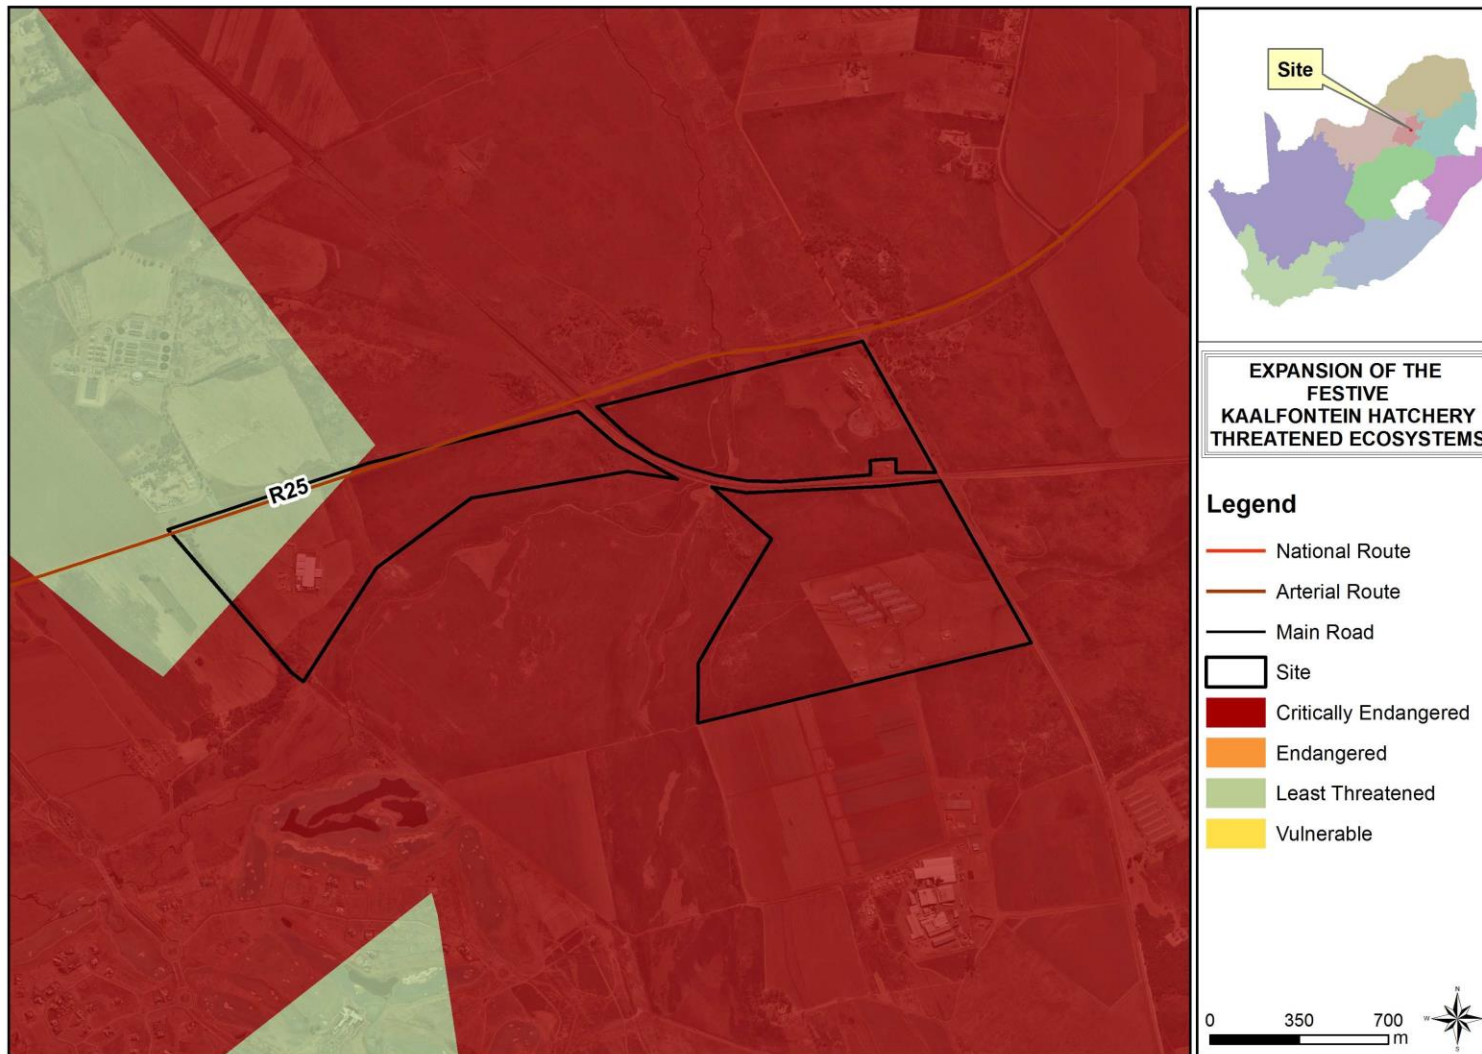 R25
Site
EXPANSION OF THE
FESTIVE
KAALFONTEIN HATCHERY
THREATENED ECOSYSTEMS
Legend
National Route
Arterial Route
Main Road
Site
Critically Endangered
Endangered
Least Threatened
Vulnerable
0 350 700
m
N
W
S